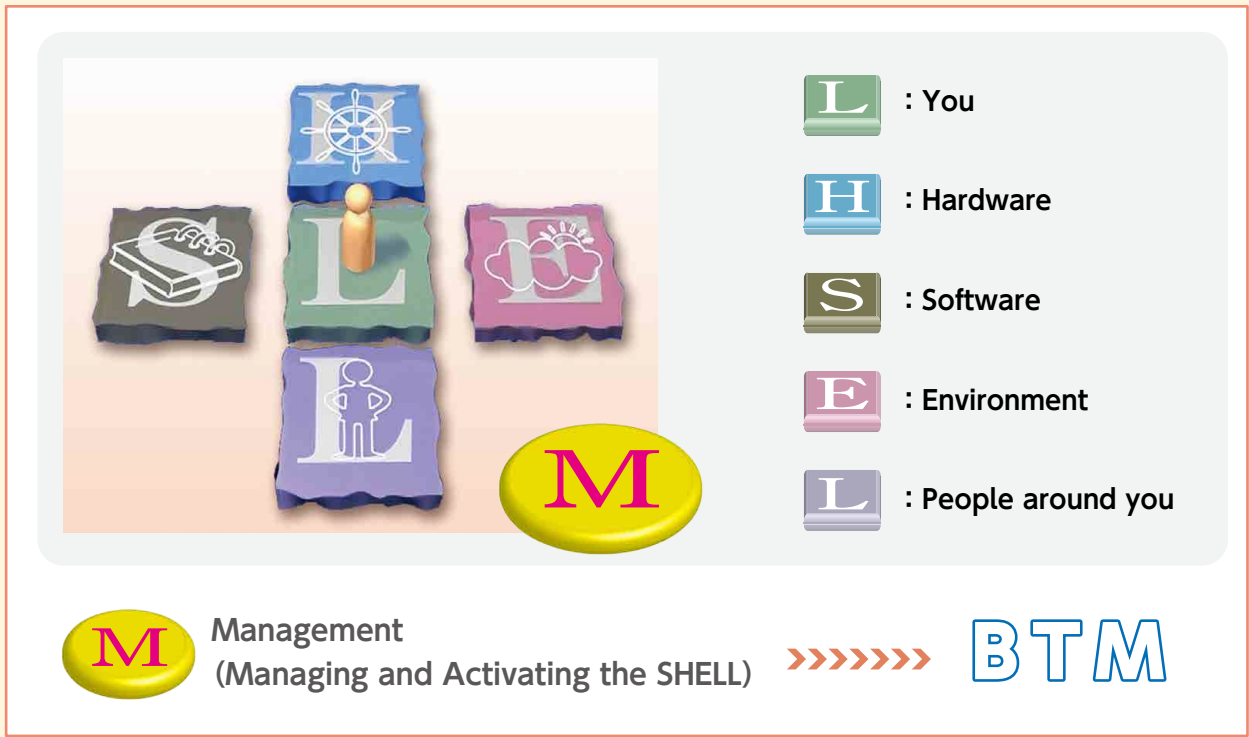 H
S
L
E
L
M
L : You
H : Hardware
S : Software
E : Environment
L : People around you
M Management
(Managing and Activating the SHELL)
>>>>>>> BTM